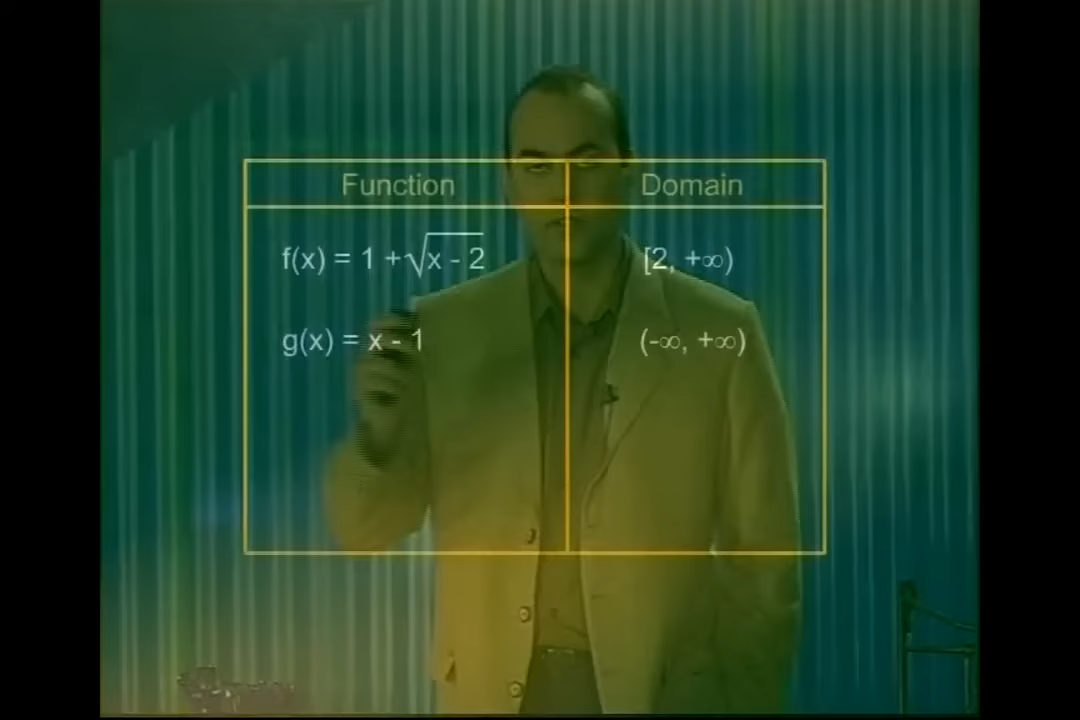 Function Domain
f(x) = 1 + √x - 2 [2, +∞)
g(x) = x - 1 (-∞, +∞)